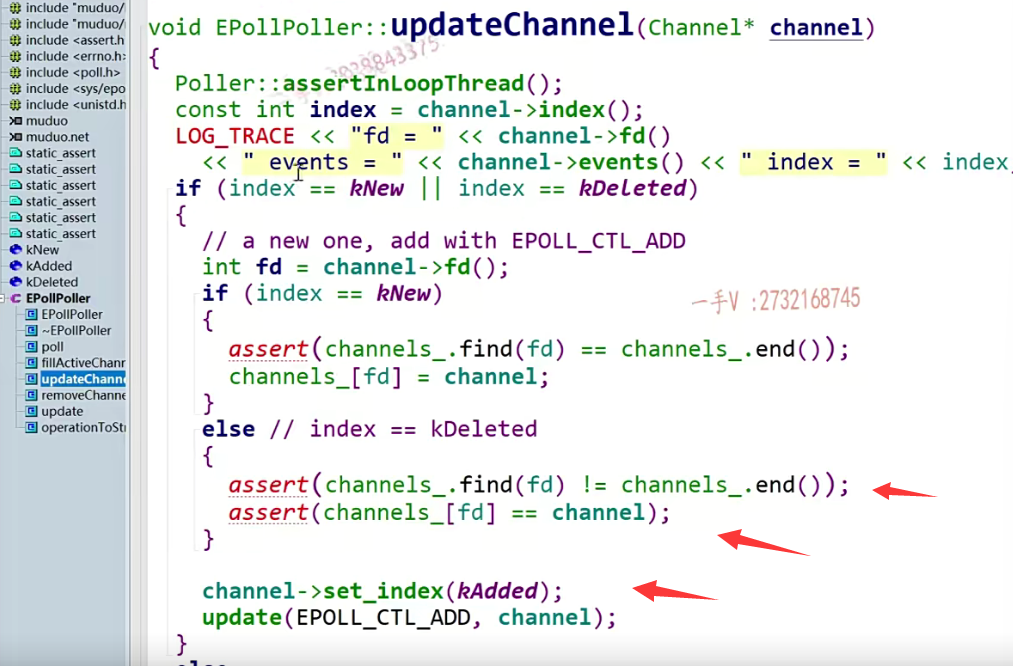 include "muduo/
include "muduo/
include <assert.h
include <errno.h>
include <poll.h>
include <sys/epo
include <unistd.h
muduo
muduo.net
static_assert
static_assert
static_assert
static_assert
static_assert
static_assert
kNew
kAdded
kDeleted
EPollPoller
EPollPoller
~EPollPoller
poll
fillActiveChann
updateChanne
removeChanne
update
operationToStr
void EPollPoller::updateChannel(Channel* channel)
{
Poller::assertInLoopThread();
const int index = channel->index();
LOG_TRACE << "fd = " << channel->fd()
<< " events = " << channel->events() << " index = " << index
if (index == kNew || index == kDeleted)
{
// a new one, add with EPOLL_CTL_ADD
int fd = channel->fd();
if (index == kNew)
一手V :2732168745
{
assert(channels_.find(fd) == channels_.end());
channels_[fd] = channel;
}
else // index == kDeleted
{
assert(channels_.find(fd) != channels_.end());
assert(channels_[fd] == channel);
}
channel->set_index(kAdded);
update(EPOLL_CTL_ADD, channel);
}